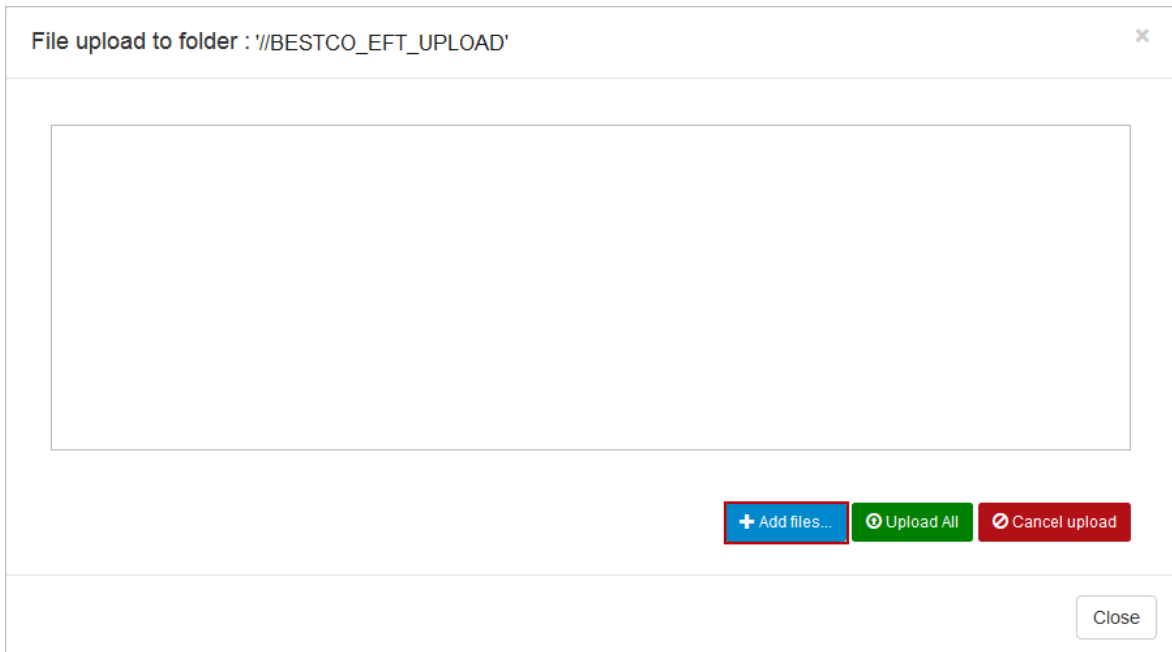 File upload to folder : '//BESTCO_EFT_UPLOAD'
×
Add files...
Upload All
Cancel upload
Close